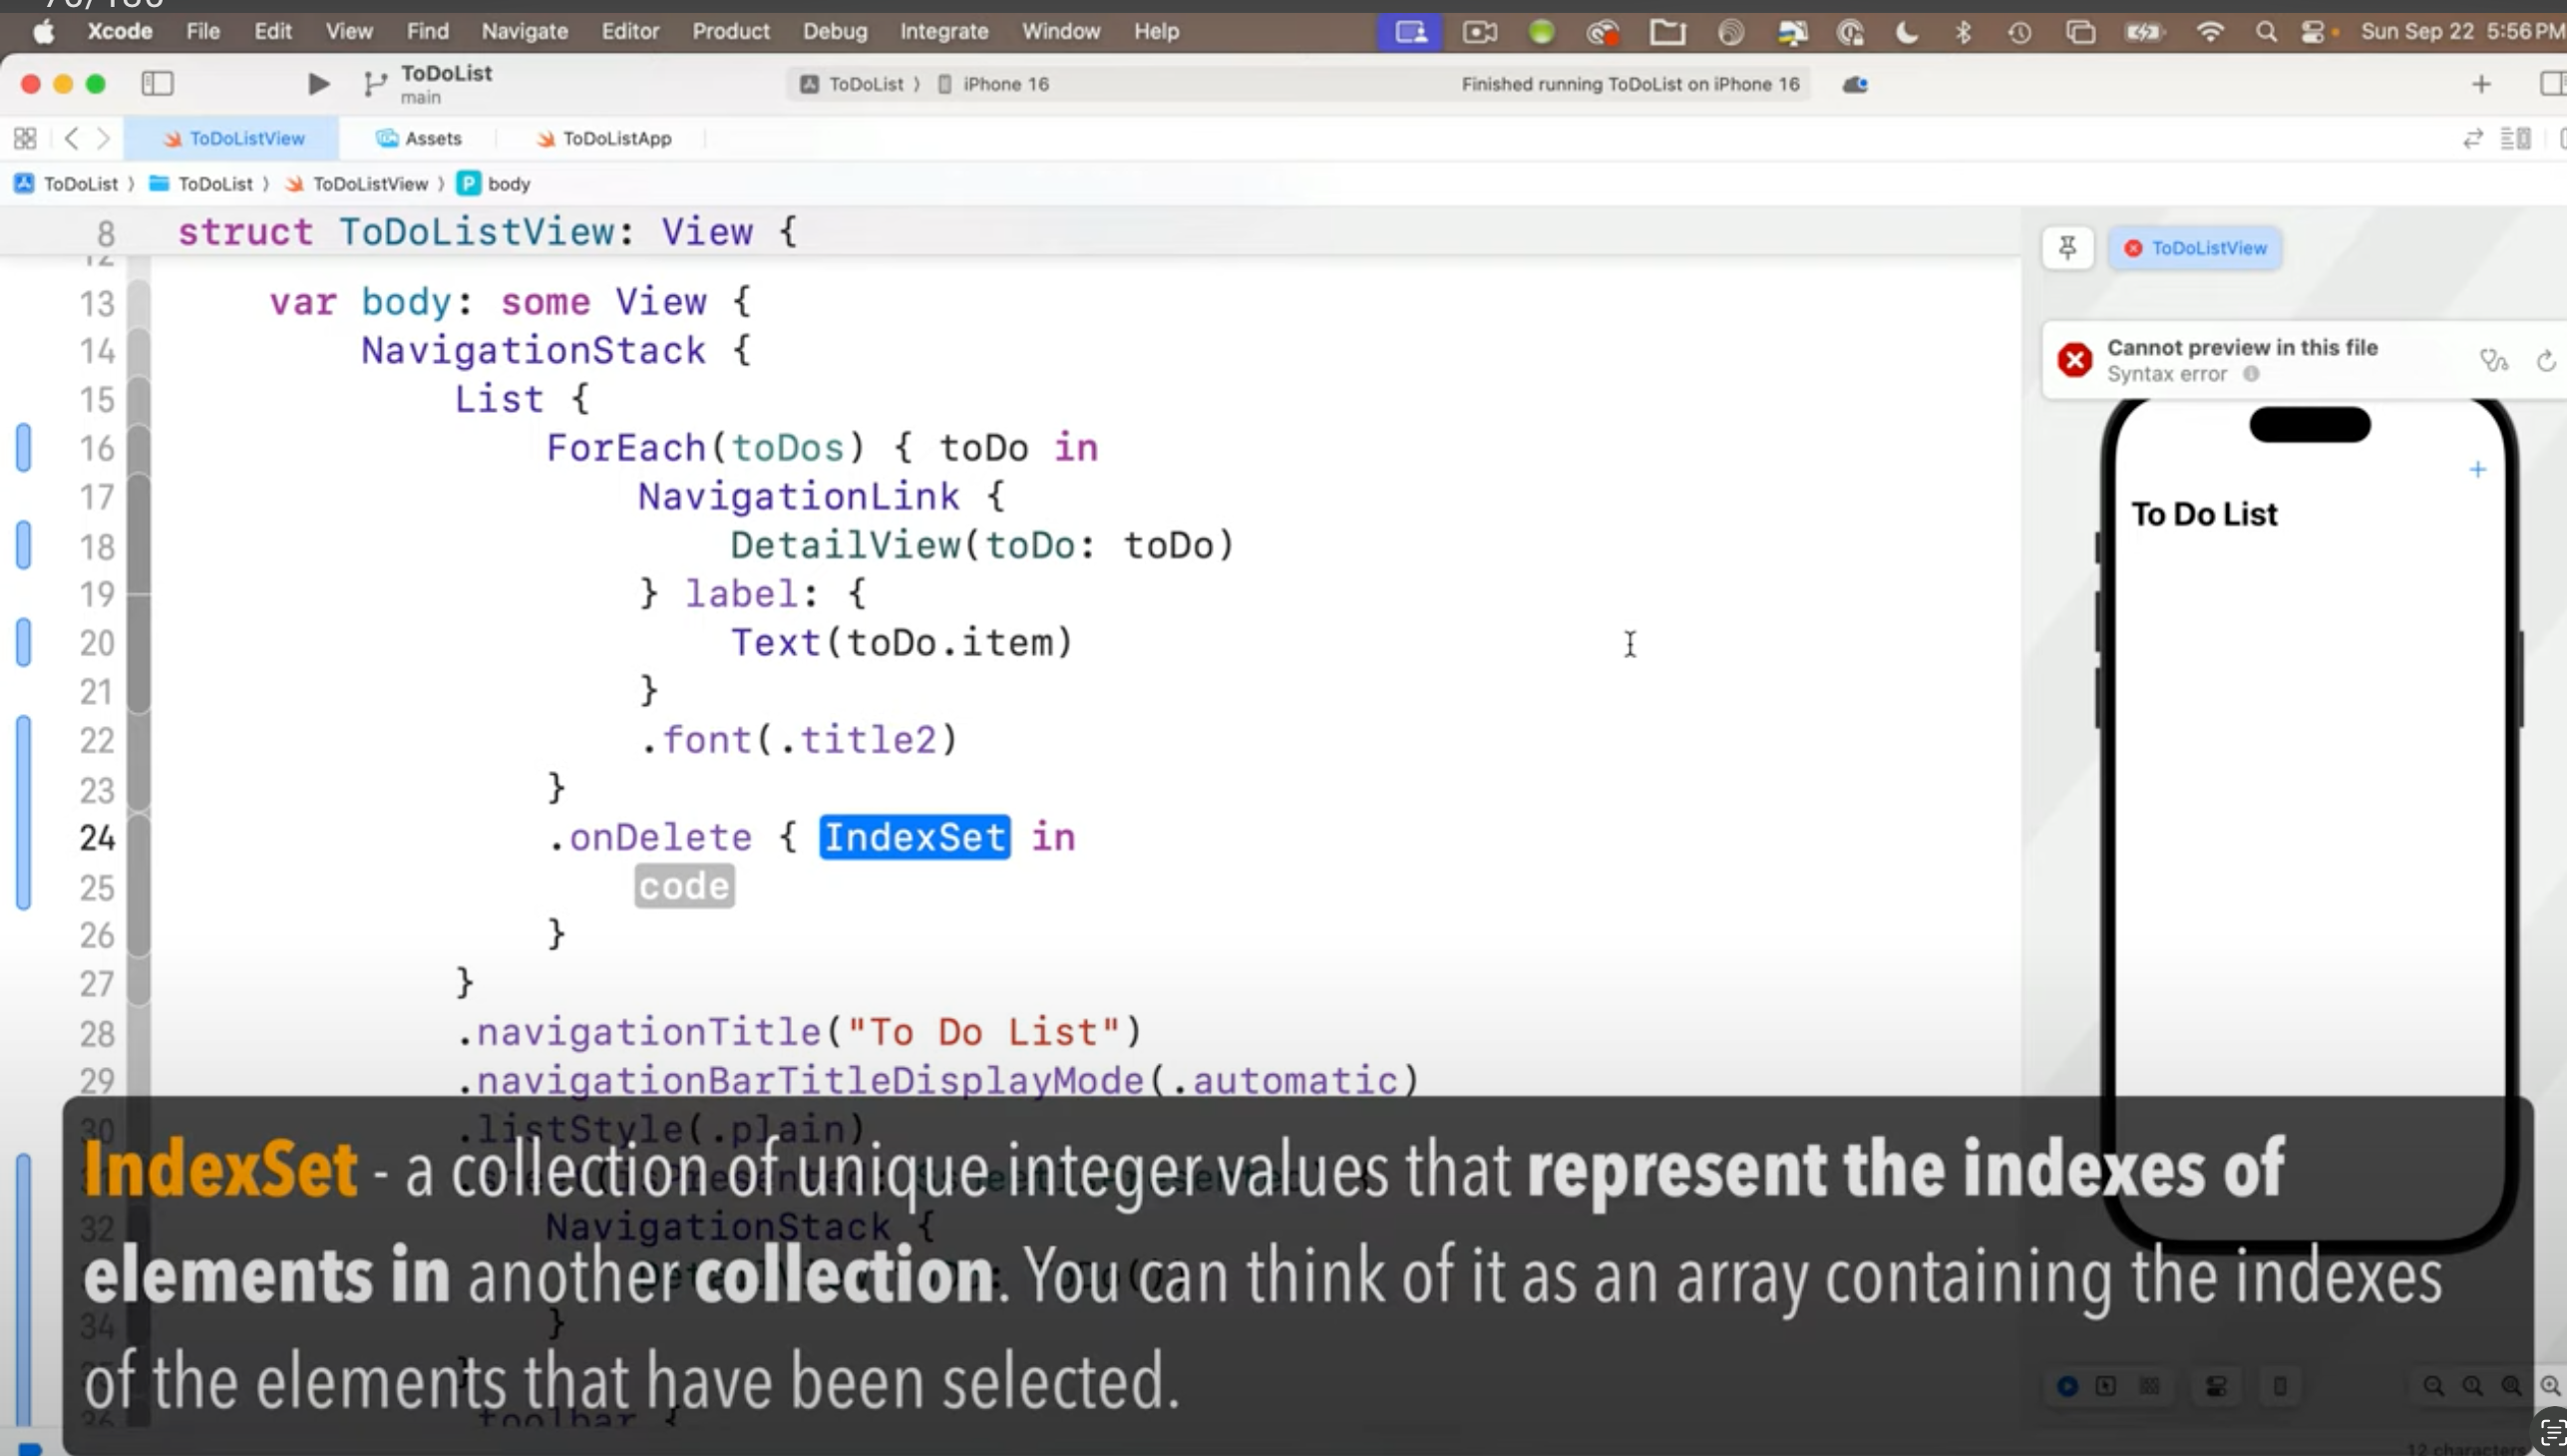 Xcode File Edit View Find Navigate Editor Product Debug Integrate Window Help Sun Sep 22 5:56 PM
ToDoList
main
ToDoList 〉 iPhone 16
Finished running ToDoList on iPhone 16
ToDoListView Assets ToDoListApp
ToDoList 〉 ToDoList 〉 ToDoListView 〉 P body
8 struct ToDoListView: View {
12
13 var body: some View {
14 NavigationStack {
15 List {
16 ForEach(toDos) { toDo in
17 NavigationLink {
18 DetailView(toDo: toDo)
19 } label: {
20 Text(toDo.item)
21 }
22 .font(.title2)
23 }
24 .onDelete { IndexSet in
25 code
26 }
27 }
28 .navigationTitle("To Do List")
29 .navigationBarTitleDisplayMode(.automatic)
30 .listStyle(.plain)
32 NavigationStack {
34 }
36 toolbar {
ToDoListView
Cannot preview in this file
Syntax error
+
To Do List
IndexSet - a collection of unique integer values that represent the indexes of
elements in another collection. You can think of it as an array containing the indexes
of the elements that have been selected.
12 characters